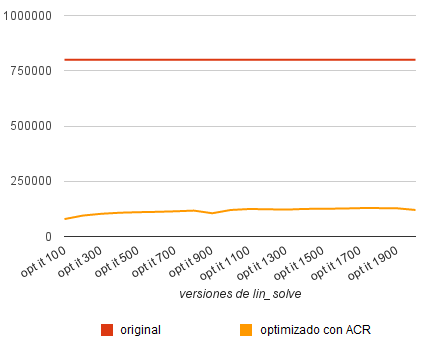 1000000
750000
500000
250000
0
opt it 100
opt it 300
opt it 500
opt it 700
opt it 900
opt it 1100
opt it 1300
opt it 1500
opt it 1700
opt it 1900
versiones de lin_solve
original
optimizado con ACR